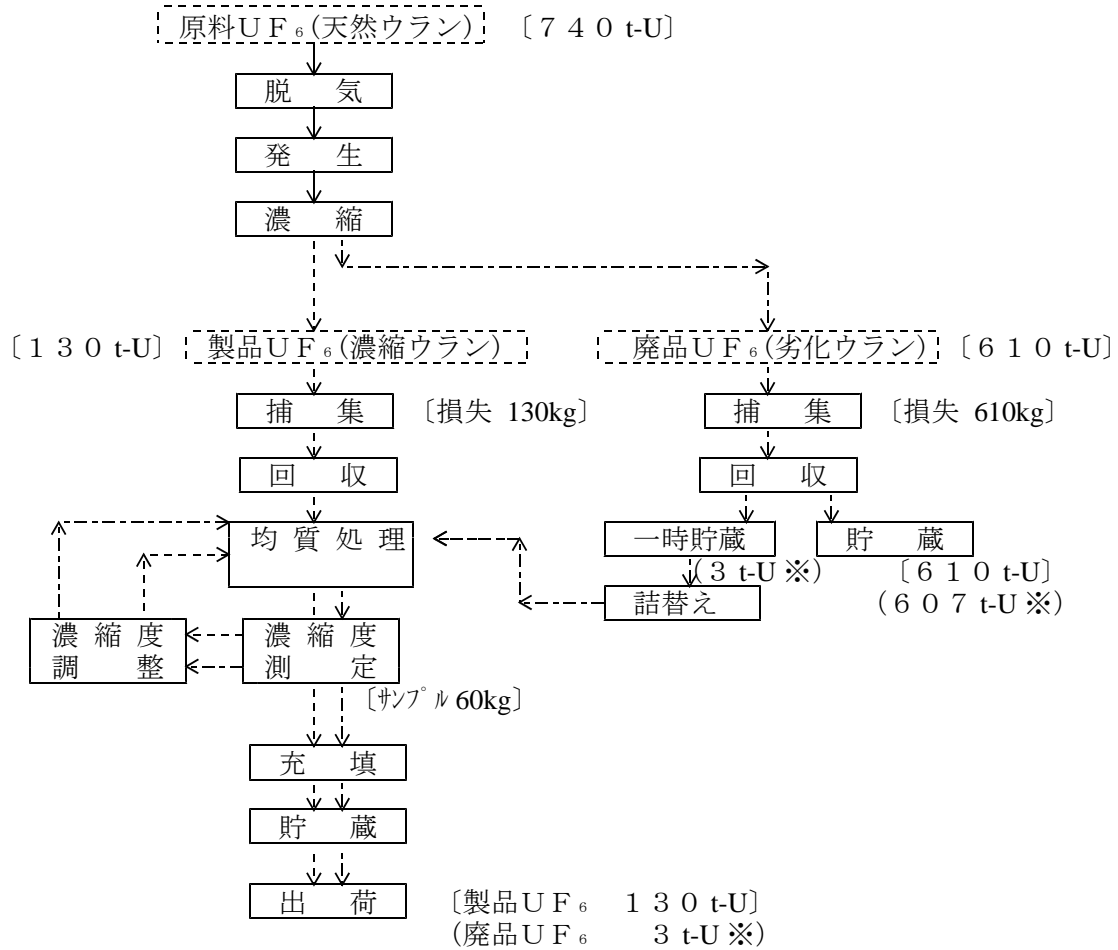 原料ＵＦ₆(天然ウラン) 〔７４０ t-U〕
脱 気
発 生
濃 縮
〔１３０ t-U〕 製品ＵＦ₆(濃縮ウラン) 廃品ＵＦ₆(劣化ウラン) 〔６１０ t-U〕
捕 集 〔損失 130kg〕 捕 集 〔損失 610kg〕
回 収 回 収
均 質 処 理 一時貯蔵 貯 蔵
(３ t-U※) 〔６１０ t-U〕
詰替え (６０７ t-U※)
濃 縮 度 濃 縮 度
調 整 測 定
〔ｻﾝﾌﾟﾙ 60kg〕
充 填
貯 蔵
出 荷 〔製品ＵＦ₆ １３０ t-U〕
(廃品ＵＦ₆ ３ t-U※)